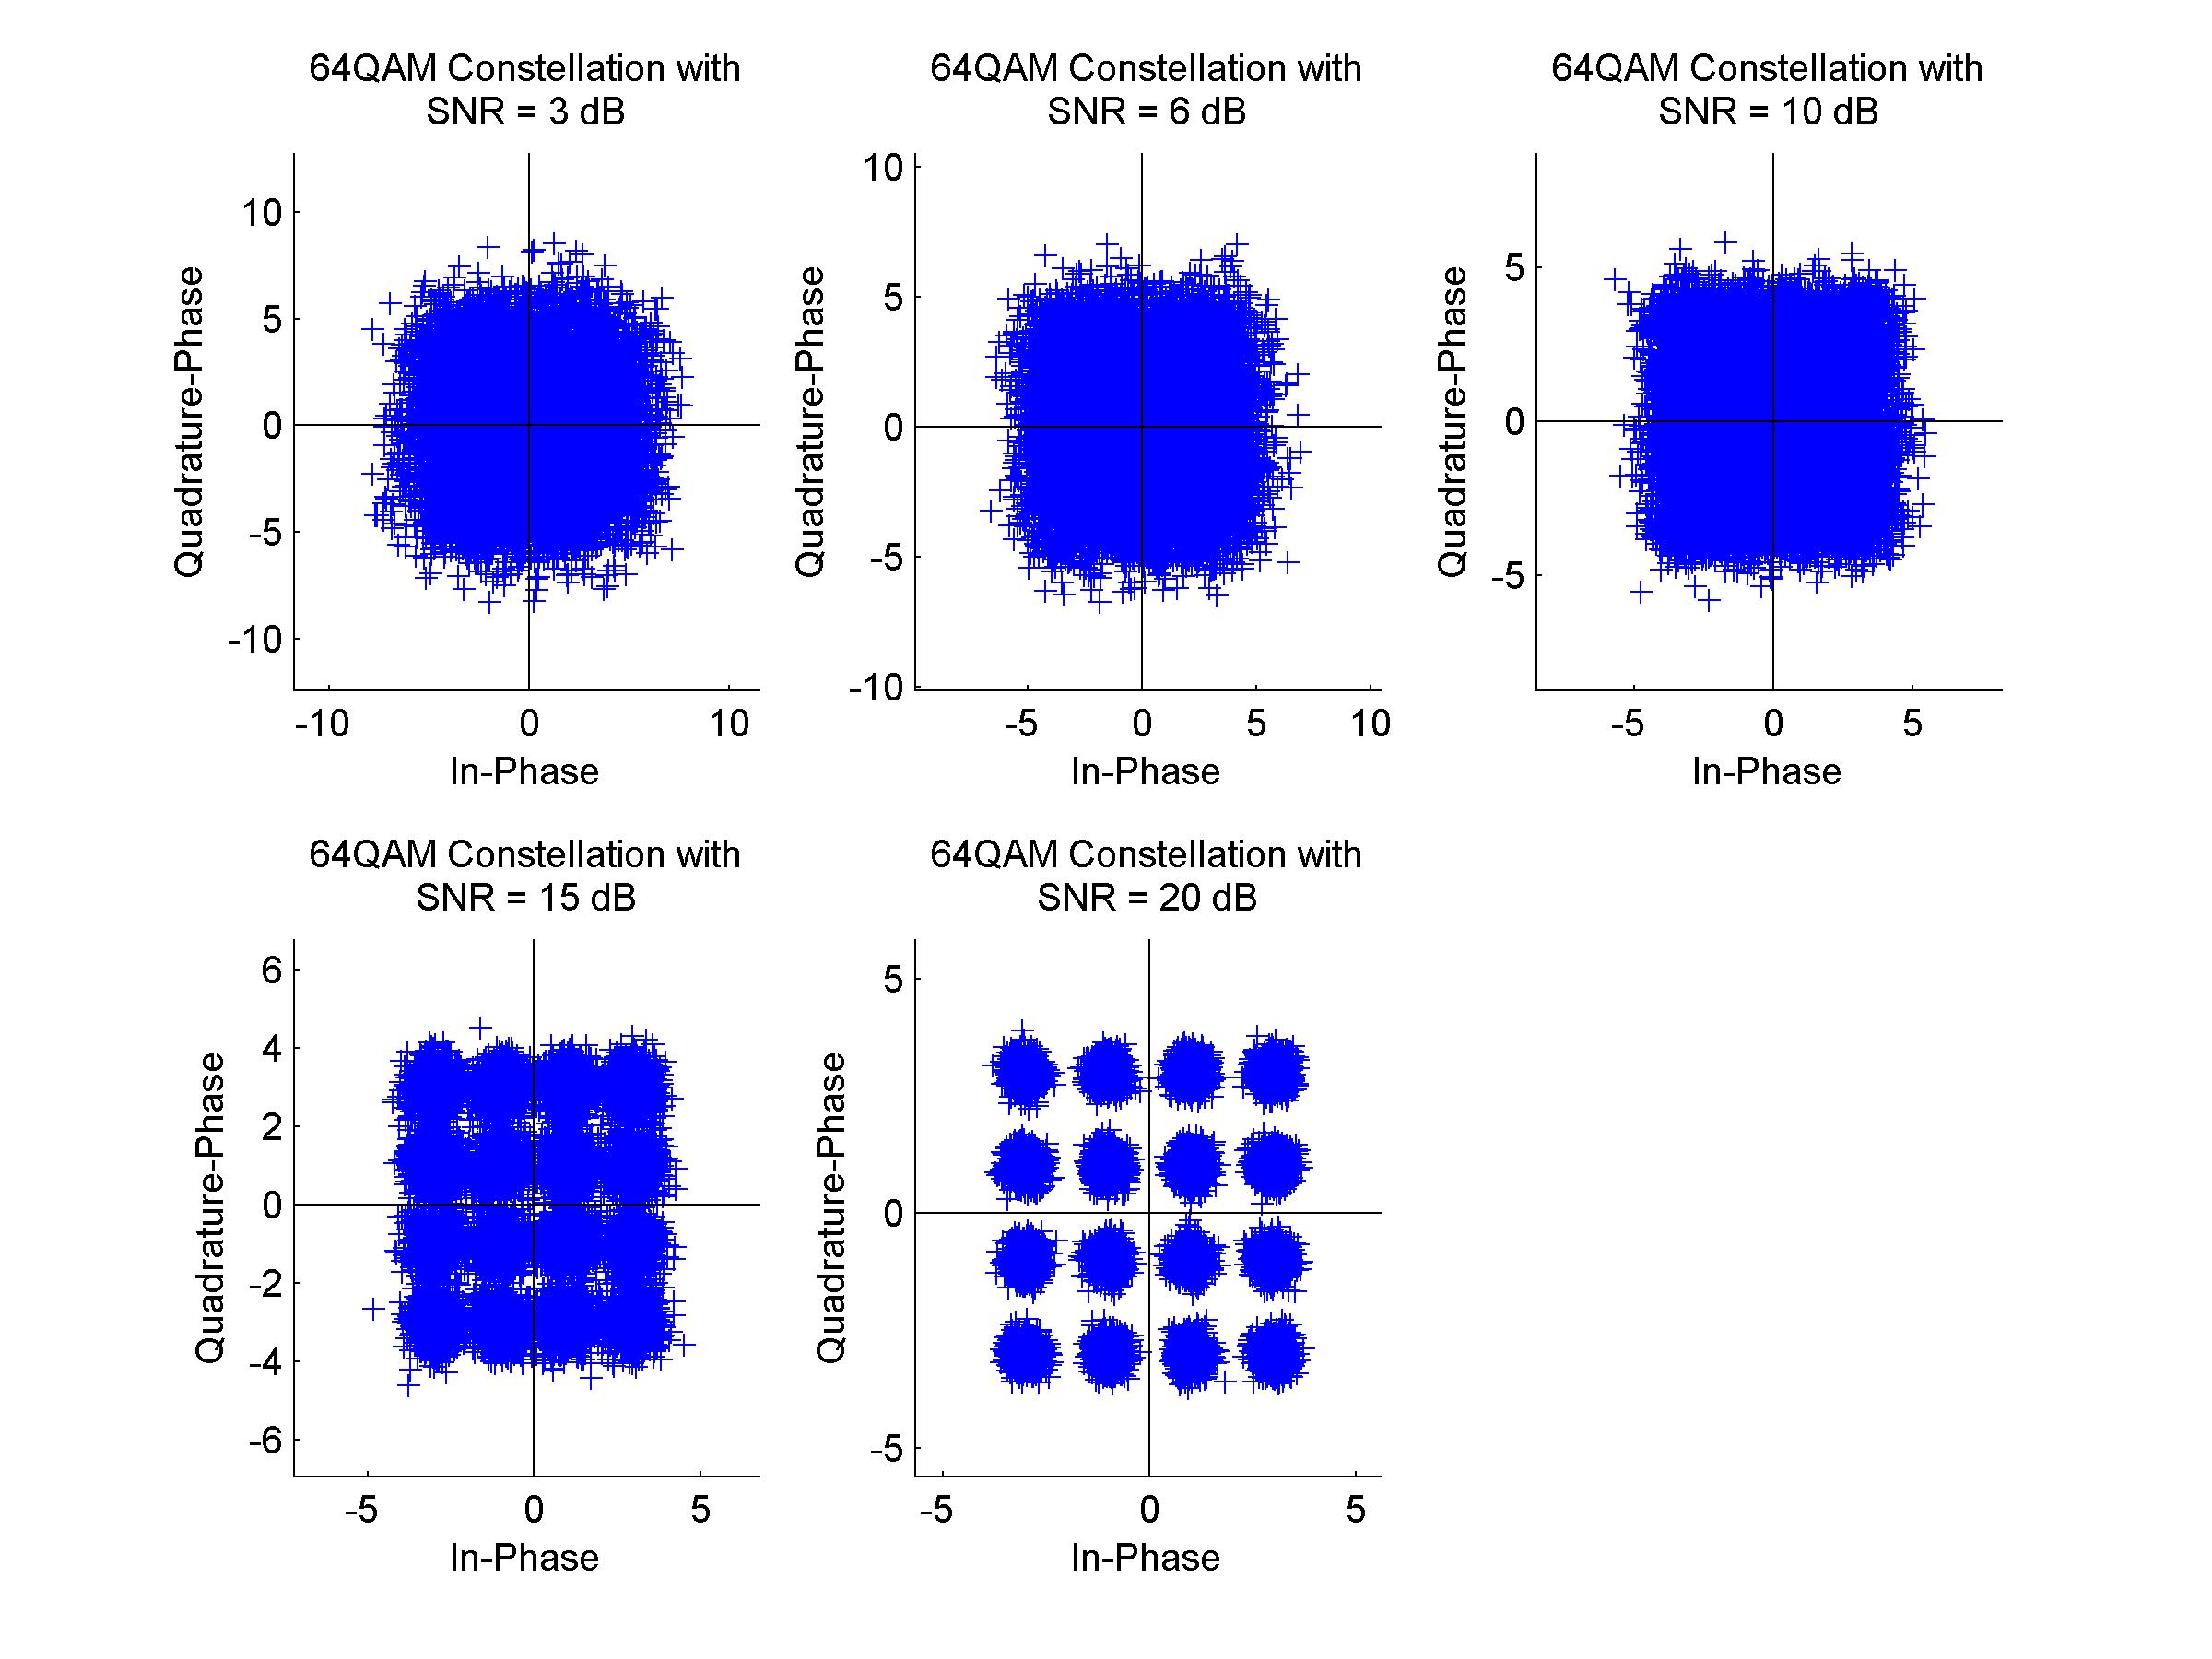 64QAM Constellation with
SNR = 3 dB
10
5
0
-5
-10
Quadrature-Phase
-10 0 10
In-Phase
64QAM Constellation with
SNR = 6 dB
10
5
0
-5
-10
Quadrature-Phase
-5 0 5 10
In-Phase
64QAM Constellation with
SNR = 10 dB
5
0
-5
Quadrature-Phase
-5 0 5
In-Phase
64QAM Constellation with
SNR = 15 dB
6
4
2
0
-2
-4
-6
Quadrature-Phase
-5 0 5
In-Phase
64QAM Constellation with
SNR = 20 dB
5
0
-5
Quadrature-Phase
-5 0 5
In-Phase